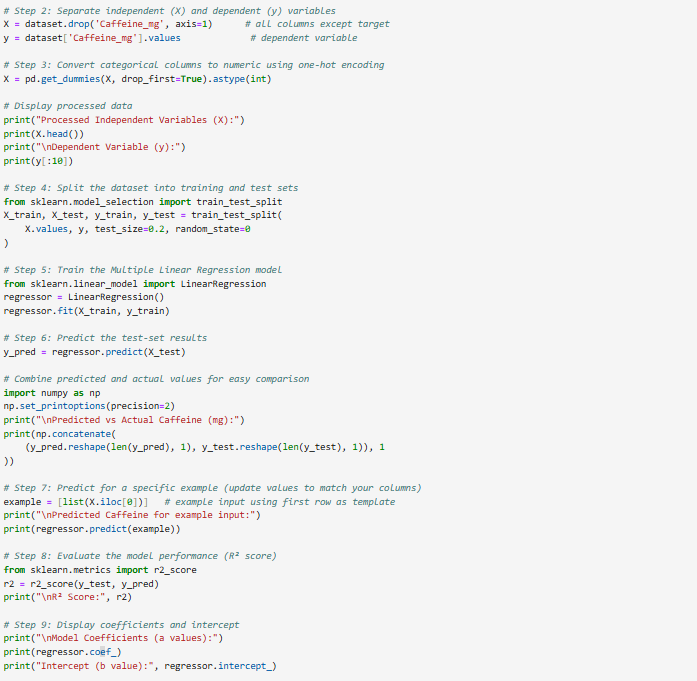 # Step 2: Separate independent (X) and dependent (y) variables
X = dataset.drop('Caffeine_mg', axis=1)     # all columns except target
y = dataset['Caffeine_mg'].values            # dependent variable

# Step 3: Convert categorical columns to numeric using one-hot encoding
X = pd.get_dummies(X, drop_first=True).astype(int)

# Display processed data
print("Processed Independent Variables (X):")
print(X.head())
print("\nDependent Variable (y):")
print(y[:10])

# Step 4: Split the dataset into training and test sets
from sklearn.model_selection import train_test_split
X_train, X_test, y_train, y_test = train_test_split(
    X.values, y, test_size=0.2, random_state=0
)

# Step 5: Train the Multiple Linear Regression model
from sklearn.linear_model import LinearRegression
regressor = LinearRegression()
regressor.fit(X_train, y_train)

# Step 6: Predict the test-set results
y_pred = regressor.predict(X_test)

# Combine predicted and actual values for easy comparison
import numpy as np
np.set_printoptions(precision=2)
print("\nPredicted vs Actual Caffeine (mg):")
print(np.concatenate(
    (y_pred.reshape(len(y_pred), 1), y_test.reshape(len(y_test), 1)), 1
))

# Step 7: Predict for a specific example (update values to match your columns)
example = [list(X.iloc[0])]   # example input using first row as template
print("\nPredicted Caffeine for example input:")
print(regressor.predict(example))

# Step 8: Evaluate the model performance (R² score)
from sklearn.metrics import r2_score
r2 = r2_score(y_test, y_pred)
print("\nR² Score:", r2)

# Step 9: Display coefficients and intercept
print("\nModel Coefficients (a values):")
print(regressor.coef_)
print("Intercept (b value):", regressor.intercept_)